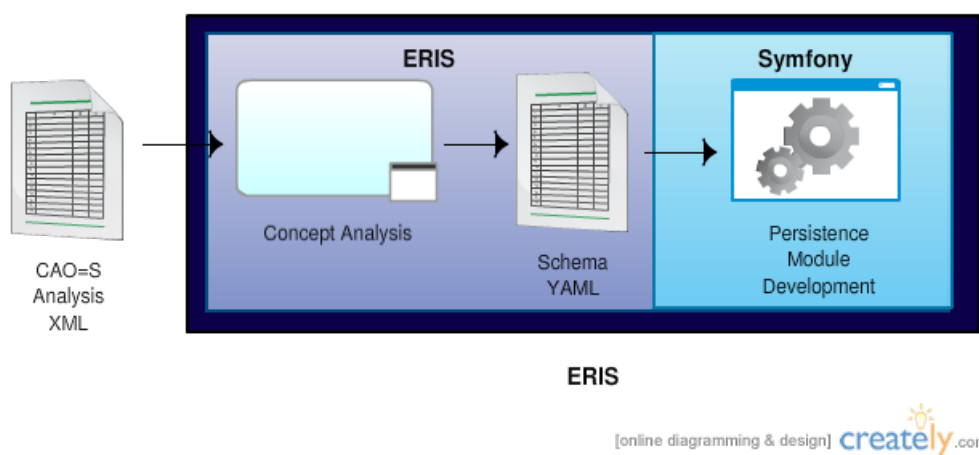 ERIS
Symfony
Concept Analysis
Schema
YAML
Persistence
Module
Development
CAO=S
Analysis
XML
ERIS
[online diagramming & design] creately.com